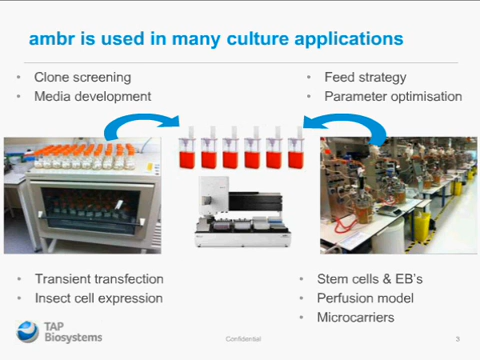 ambr is used in many culture applications
• Clone screening
• Media development
• Feed strategy
• Parameter optimisation
• Transient transfection
• Insect cell expression
• Stem cells & EB's
• Perfusion model
• Microcarriers
TAP
Biosystems
Confidential
3